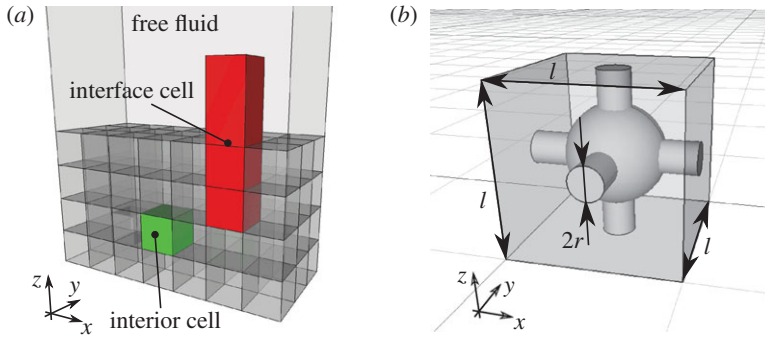 (a)
free fluid
interface cell
interior cell
z
y
x
(b)
l
l
l
2r
z
y
x